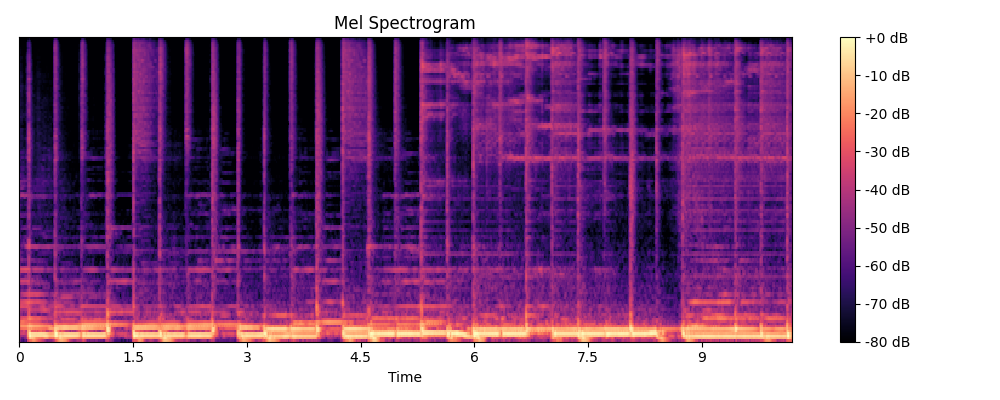 Mel Spectrogram
+0 dB
-10 dB
-20 dB
-30 dB
-40 dB
-50 dB
-60 dB
-70 dB
-80 dB
0 1.5 3 4.5 6 7.5 9
Time